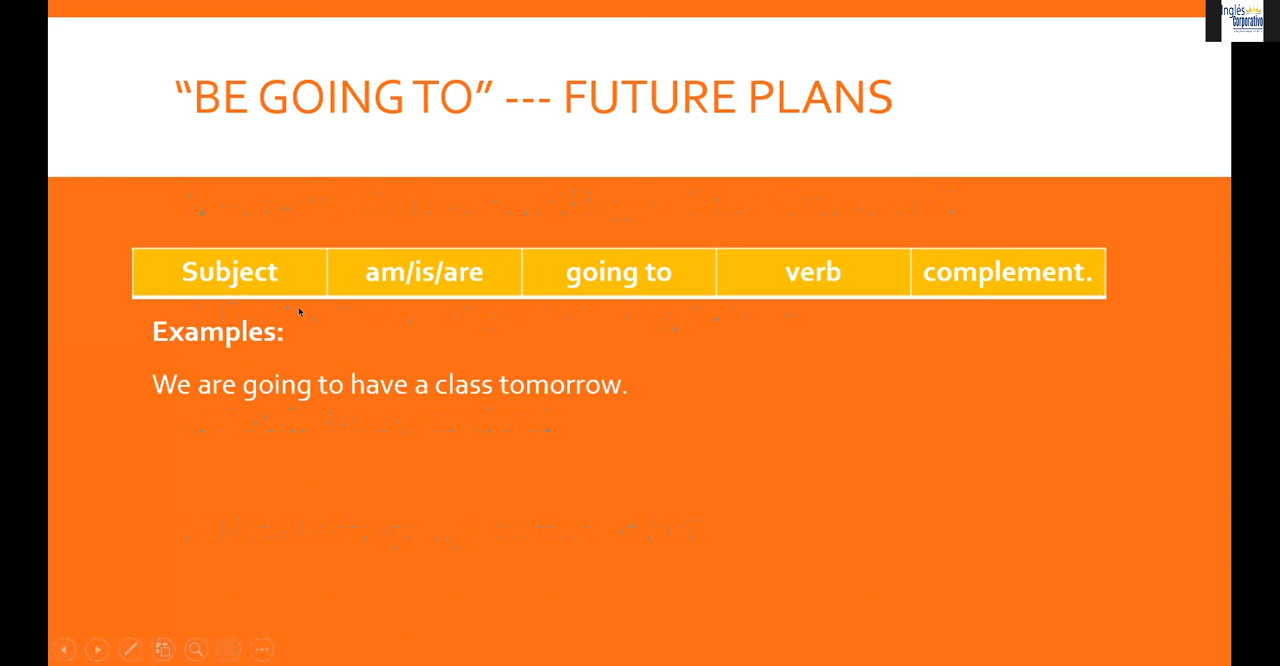 Inglés
Corporativo
“BE GOING TO” --- FUTURE PLANS
Subject am/is/are going to verb complement.
Examples:
We are going to have a class tomorrow.